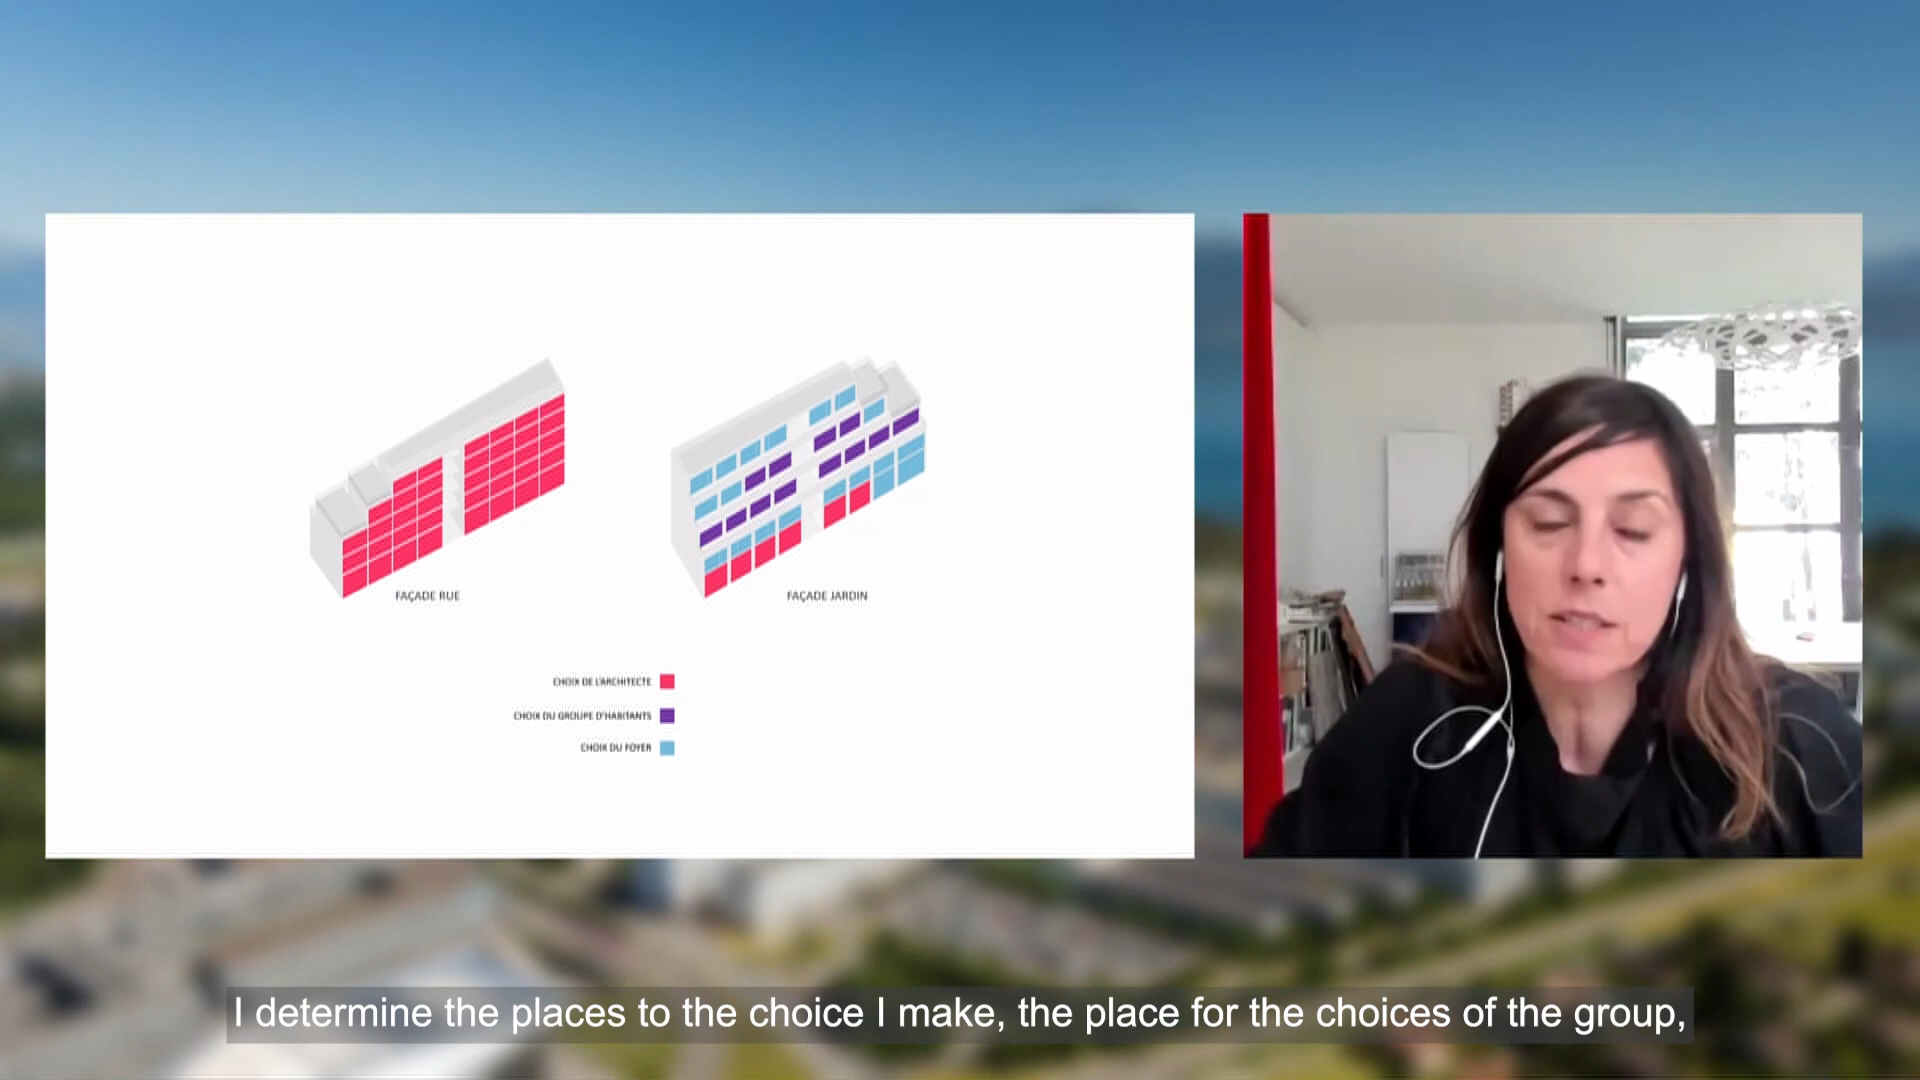 FAÇADE RUE
FAÇADE JARDIN
CHOIX DE L'ARCHITECTE
CHOIX DU GROUPE D'HABITANTS
CHOIX DU FOYER
I determine the places to the choice I make, the place for the choices of the group,